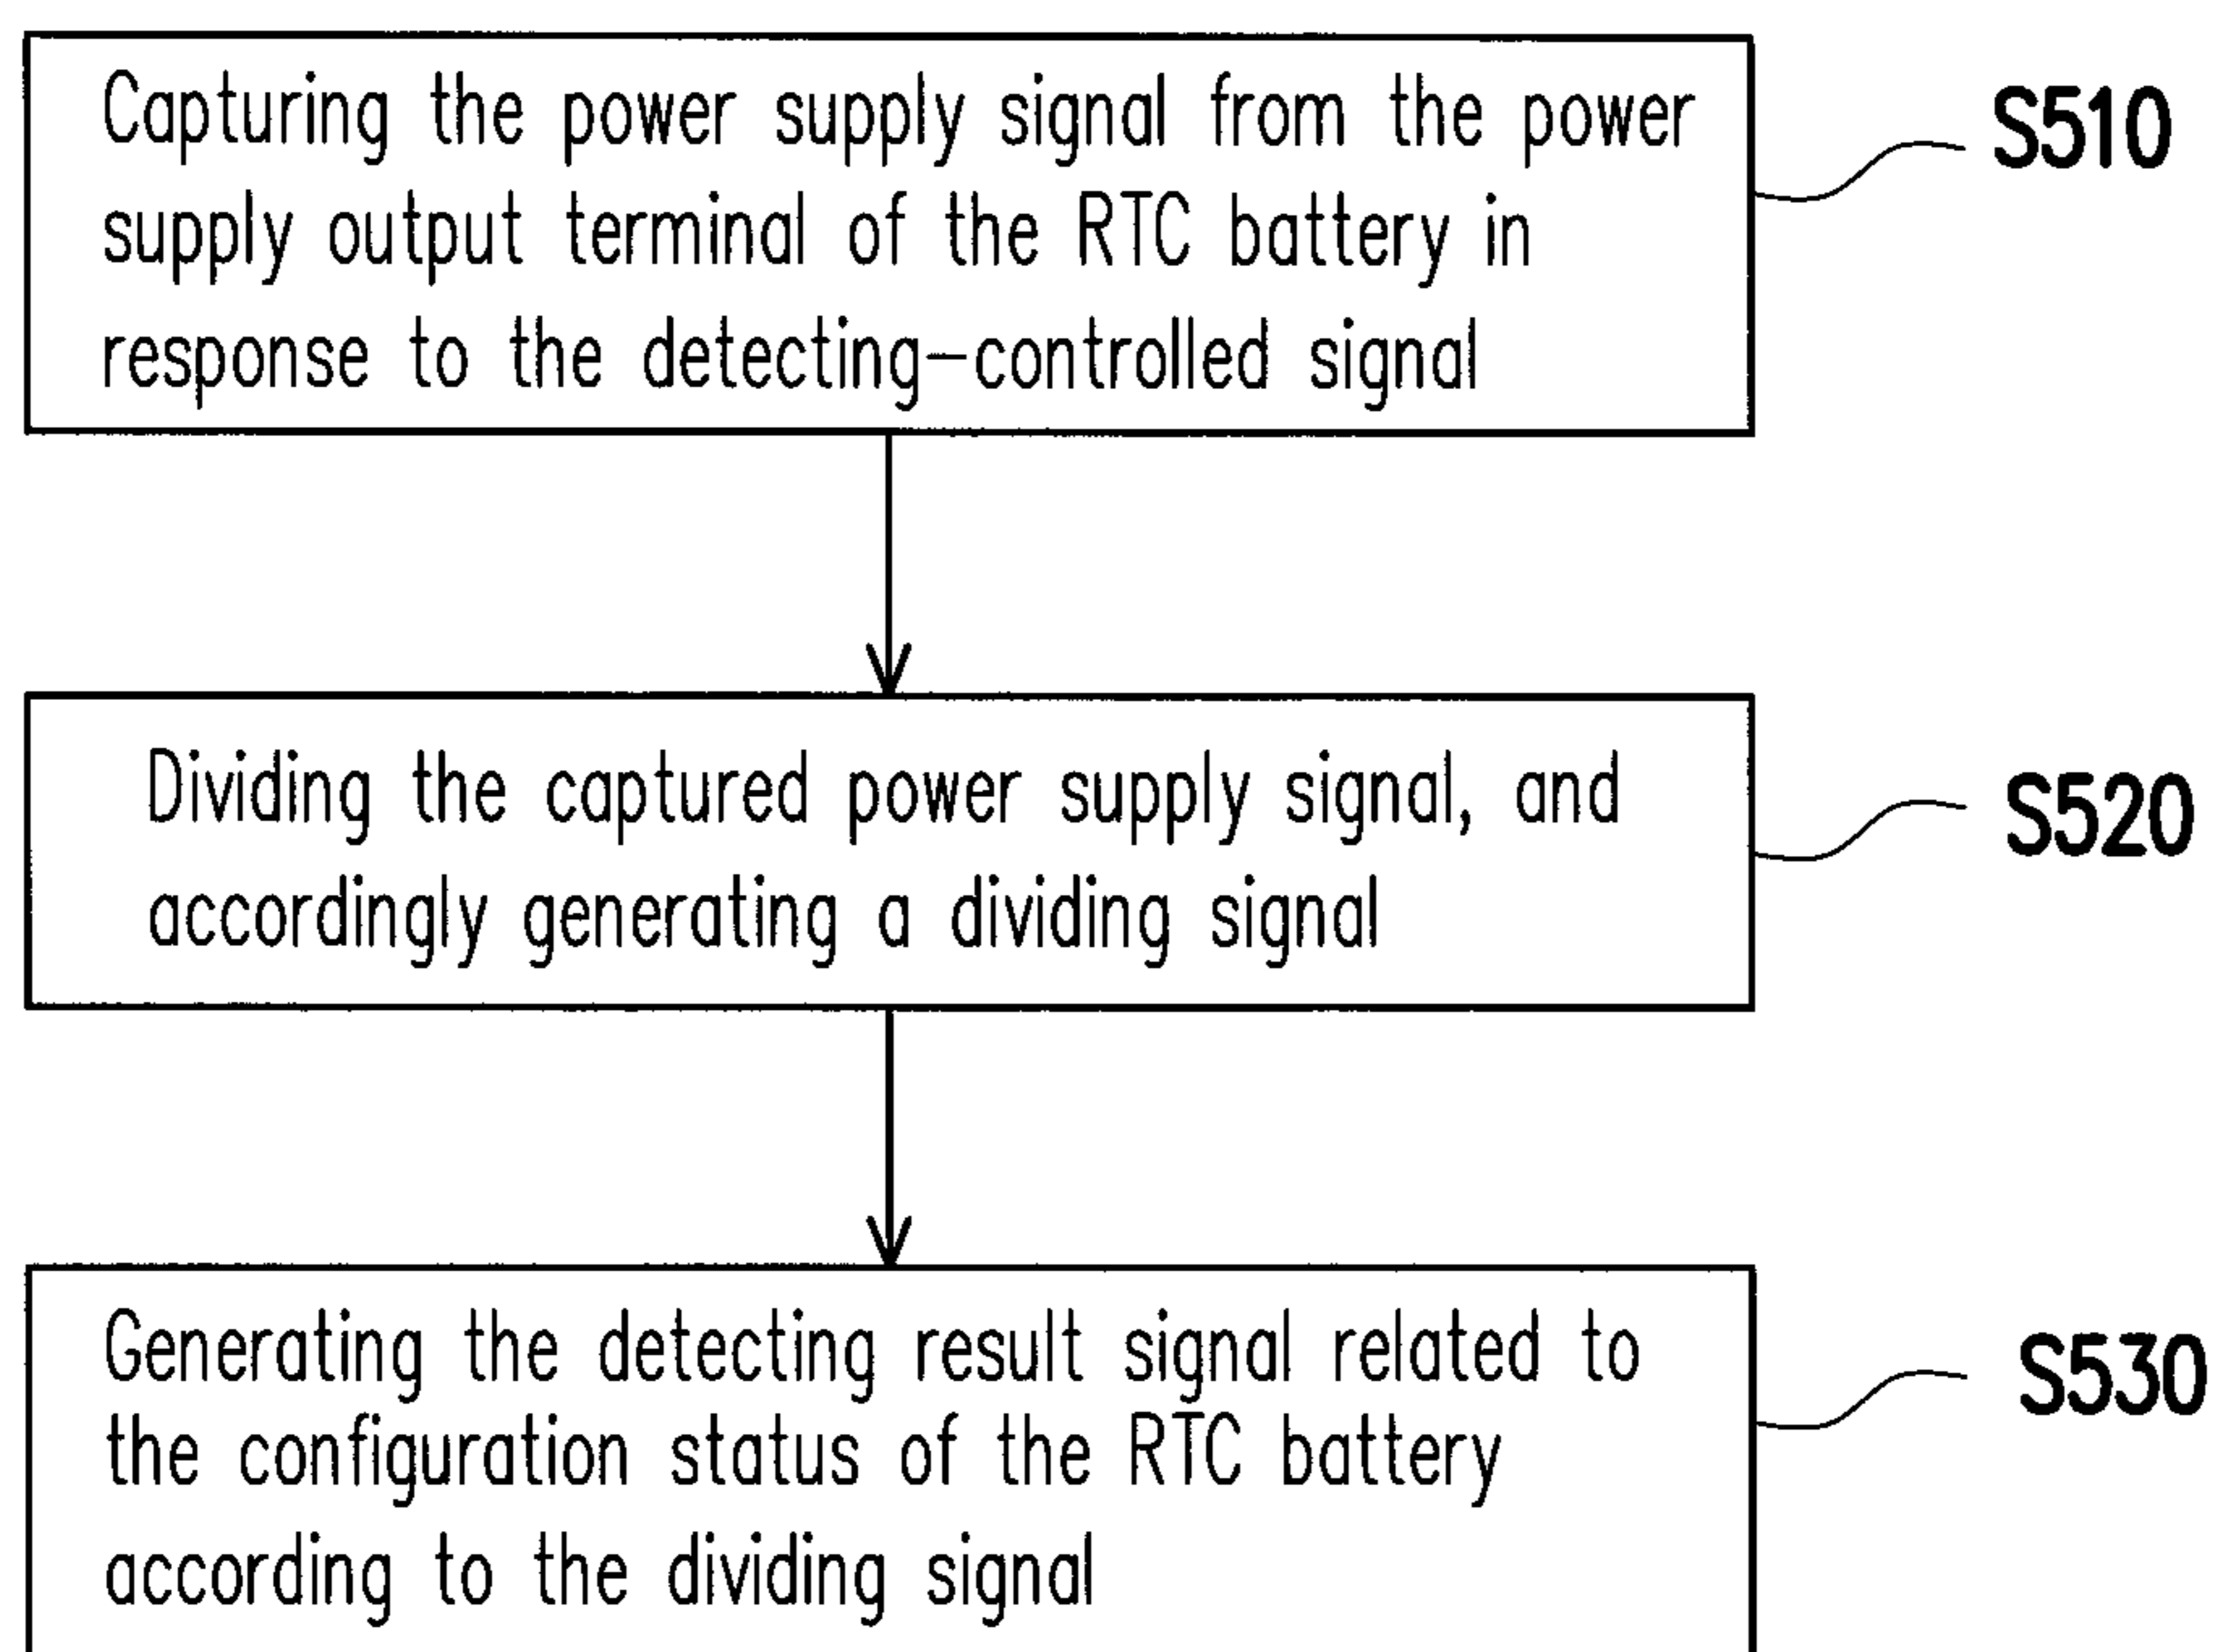 Capturing the power supply signal from the power
supply output terminal of the RTC battery in
response to the detecting-controlled signal
S510
Dividing the captured power supply signal, and
accordingly generating a dividing signal
S520
Generating the detecting result signal related to
the configuration status of the RTC battery
according to the dividing signal
S530